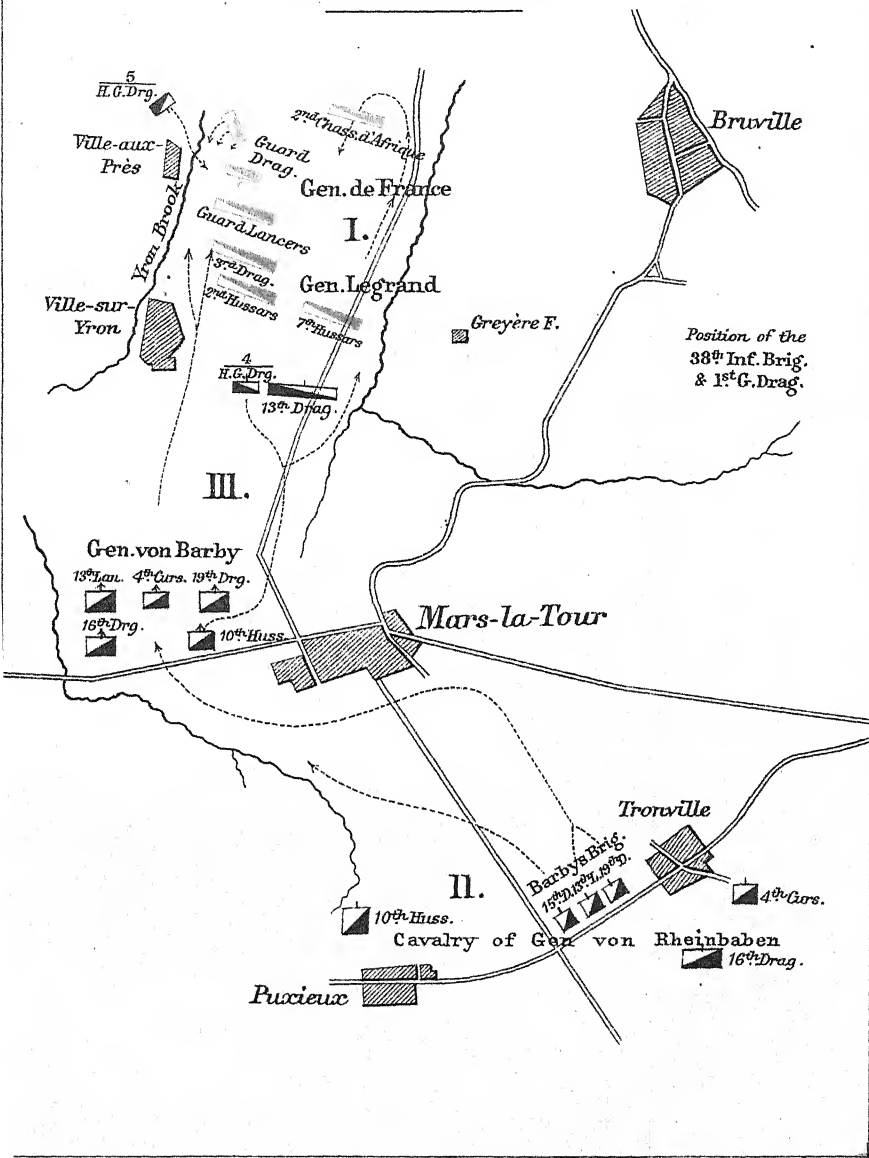 5
H.G.Drg.
2nd Chass. d'Afrique
Bruville
Ville-aux-
Près
Guard
Drag.
Gen. de France
Yron Brook
Guard Lancers
I.
3rd Drag.
Gen. Legrand
2nd Hussars
7th Hussars
Ville-sur-
Yron
Greyère F.
Position of the
38th Inf. Brig.
& 1st G. Drag.
4
H.G.Drg.
13th Drag.
III.
Gen. von Barby
13th Lan. 4th Curs. 19th Drg.
16th Drg.
10th Huss.
Mars-la-Tour
Tronville
Barbys Brig.
15th D. 13th L. 19th D.
II.
4th Curs.
10th Huss.
Cavalry of Gen von Rheinbaben
16th Drag.
Puxieux